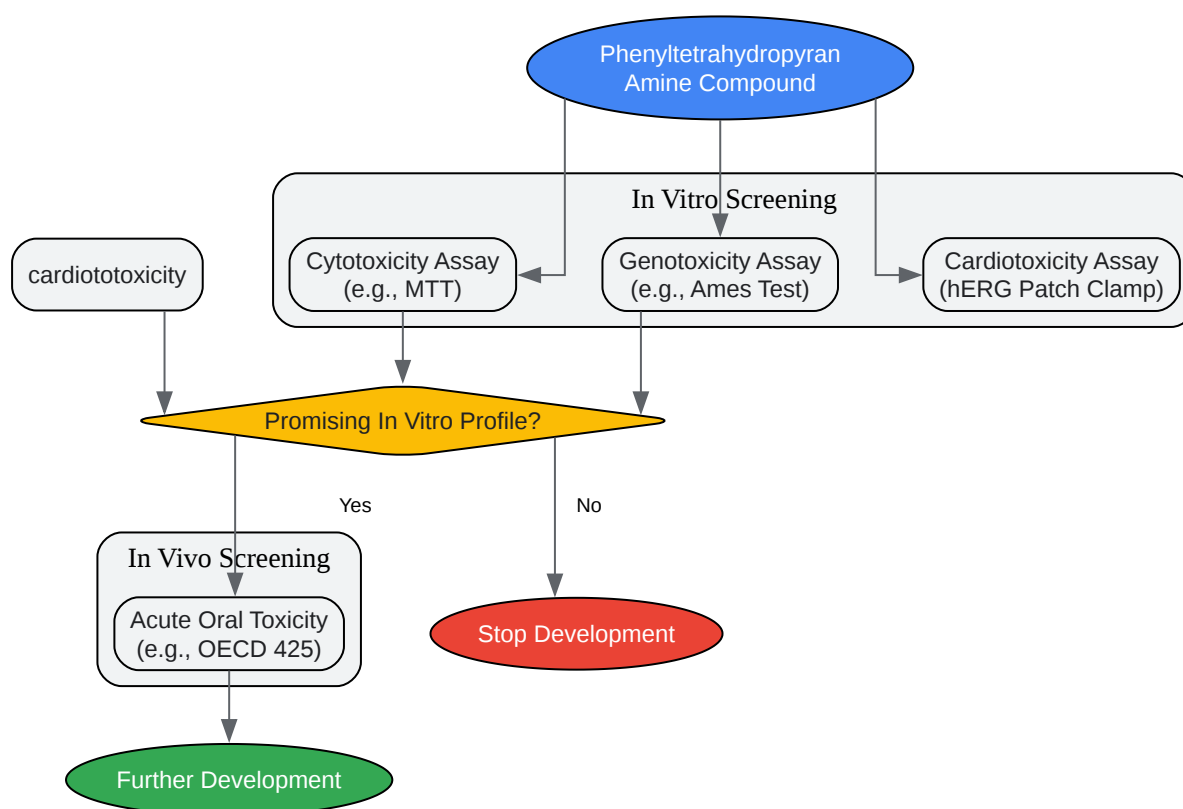 Phenyltetrahydropyran
Amine Compound
In Vitro Screening
cardiototoxicity
Cytotoxicity Assay
(e.g., MTT)
Genotoxicity Assay
(e.g., Ames Test)
Cardiotoxicity Assay
(hERG Patch Clamp)
Promising In Vitro Profile?
Yes
No
In Vivo Screening
Acute Oral Toxicity
(e.g., OECD 425)
Stop Development
Further Development